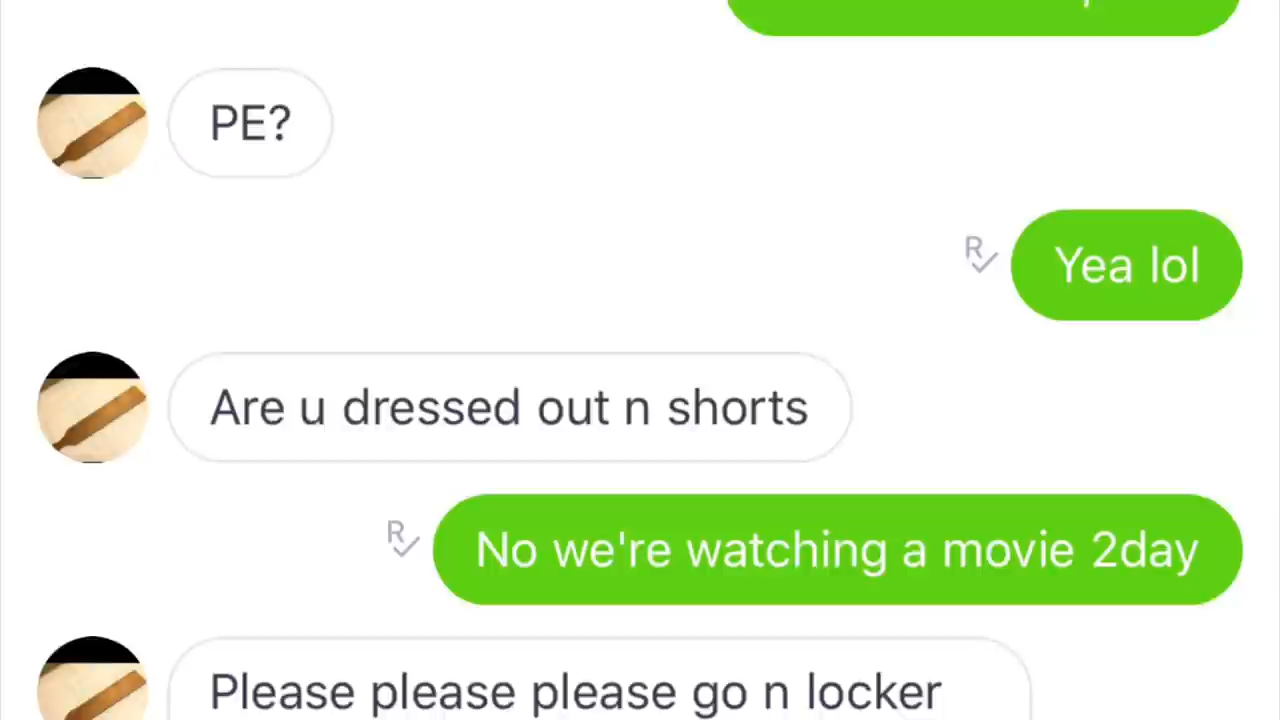 PE?
Yea lol
Are u dressed out n shorts
No we're watching a movie 2day
Please please please go n locker